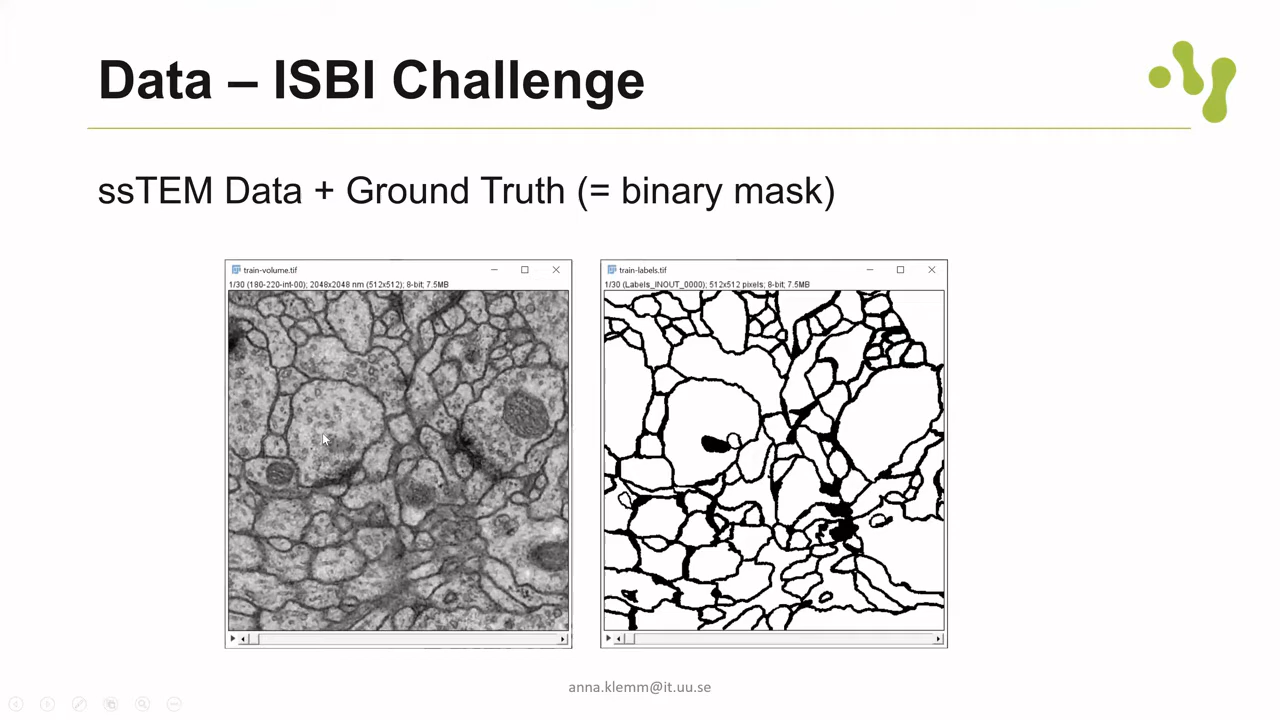 Data – ISBI Challenge
ssTEM Data + Ground Truth (= binary mask)
train-volume.tif
1/30 (180-220-int-00); 2048x2048 nm (512x512); 8-bit; 7.5MB
train-labels.tif
1/30 (Labels_INOUT_0000); 512x512 pixels; 8-bit; 7.5MB
anna.klemm@it.uu.se